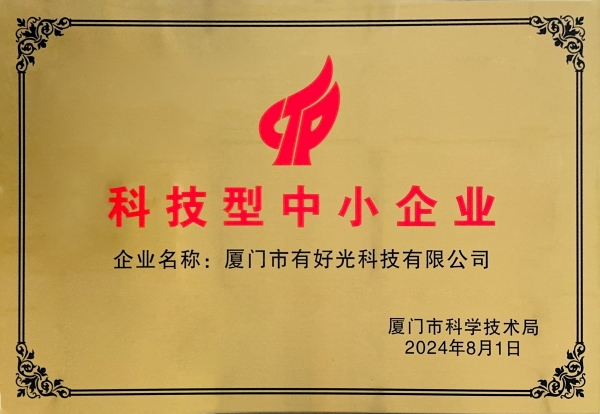 科技型中小企业
企业名称：厦门市有好光科技有限公司
厦门市科学技术局
2024年8月1日